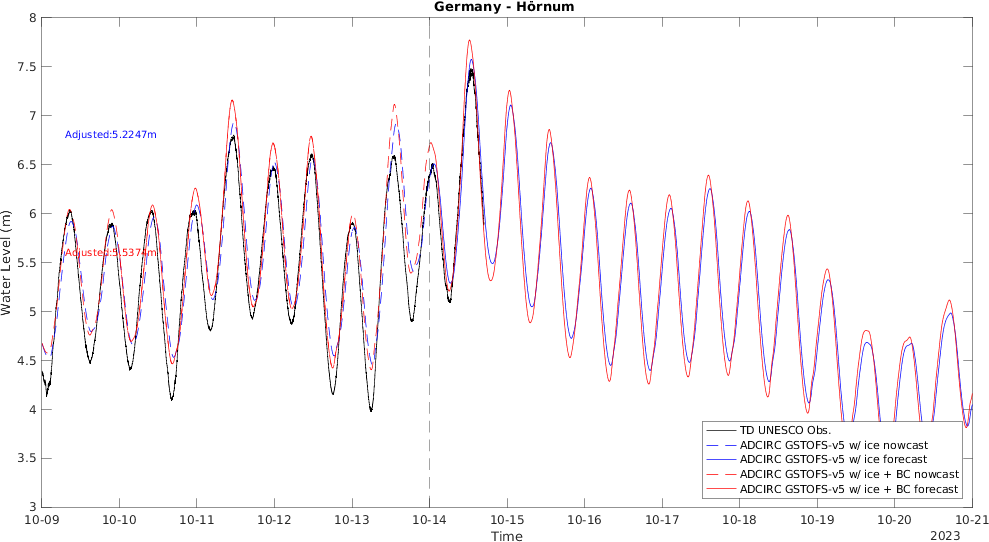 Germany - Hörnum
8
7.5
7
6.5
6
5.5
5
4.5
4
3.5
3
Water Level (m)
Adjusted:5.2247m
Adjusted:5.5374m
TD UNESCO Obs.
ADCIRC GSTOFS-v5 w/ ice nowcast
ADCIRC GSTOFS-v5 w/ ice forecast
ADCIRC GSTOFS-v5 w/ ice + BC nowcast
ADCIRC GSTOFS-v5 w/ ice + BC forecast
10-09 10-10 10-11 10-12 10-13 10-14 10-15 10-16 10-17 10-18 10-19 10-20 10-21
Time
2023